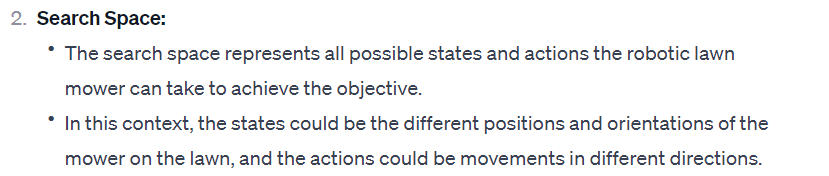 2. Search Space:
• The search space represents all possible states and actions the robotic lawn
mower can take to achieve the objective.
• In this context, the states could be the different positions and orientations of the
mower on the lawn, and the actions could be movements in different directions.